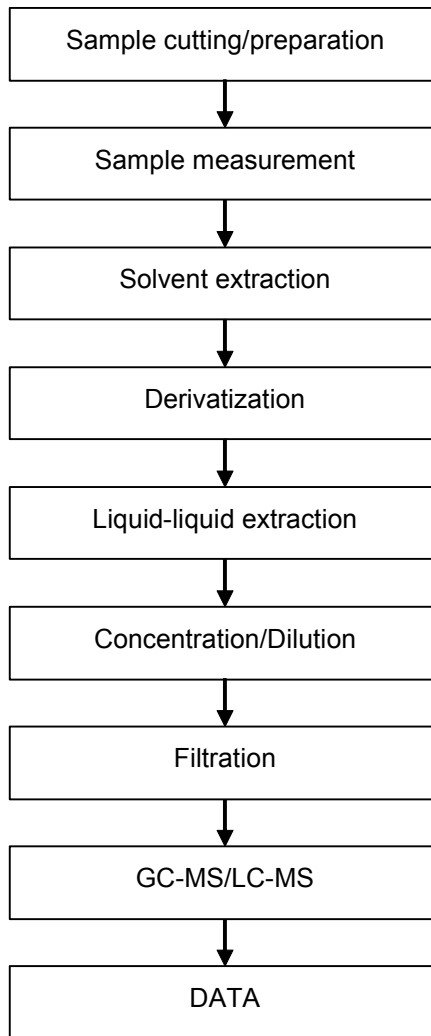 Sample cutting/preparation
Sample measurement
Solvent extraction
Derivatization
Liquid-liquid extraction
Concentration/Dilution
Filtration
GC-MS/LC-MS
DATA